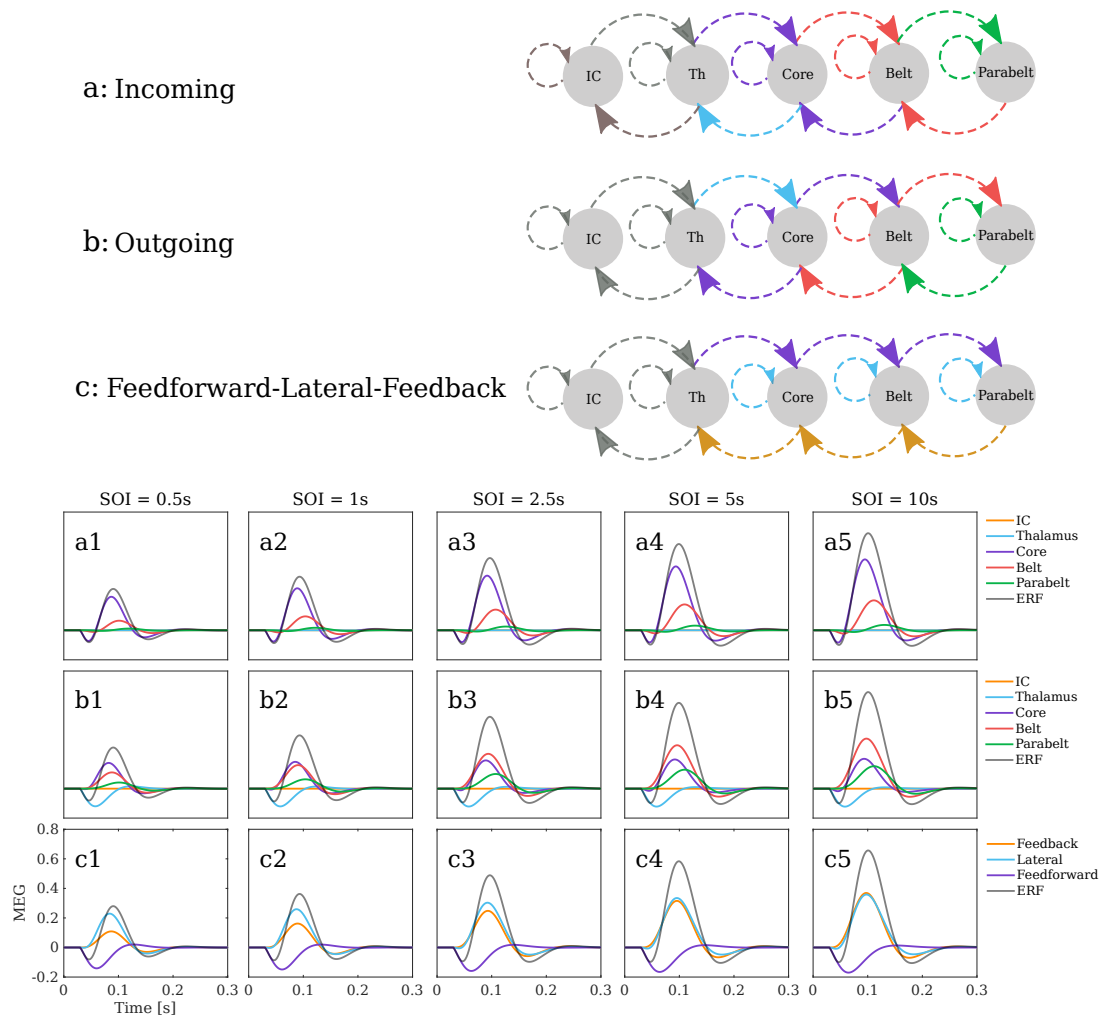 IC Th Core Belt Parabelt
a: Incoming
IC Th Core Belt Parabelt
b: Outgoing
IC Th Core Belt Parabelt
c: Feedforward-Lateral-Feedback
SOI = 0.5s SOI = 1s SOI = 2.5s SOI = 5s SOI = 10s
a1 a2 a3 a4 a5
IC
Thalamus
Core
Belt
Parabelt
ERF
b1 b2 b3 b4 b5
IC
Thalamus
Core
Belt
Parabelt
ERF
c1 c2 c3 c4 c5
Feedback
Lateral
Feedforward
ERF
0.8
0.6
0.4
0.2
0
-0.2
MEG
0 0.1 0.2 0.3 0 0.1 0.2 0.3 0 0.1 0.2 0.3 0 0.1 0.2 0.3 0 0.1 0.2 0.3
Time [s]